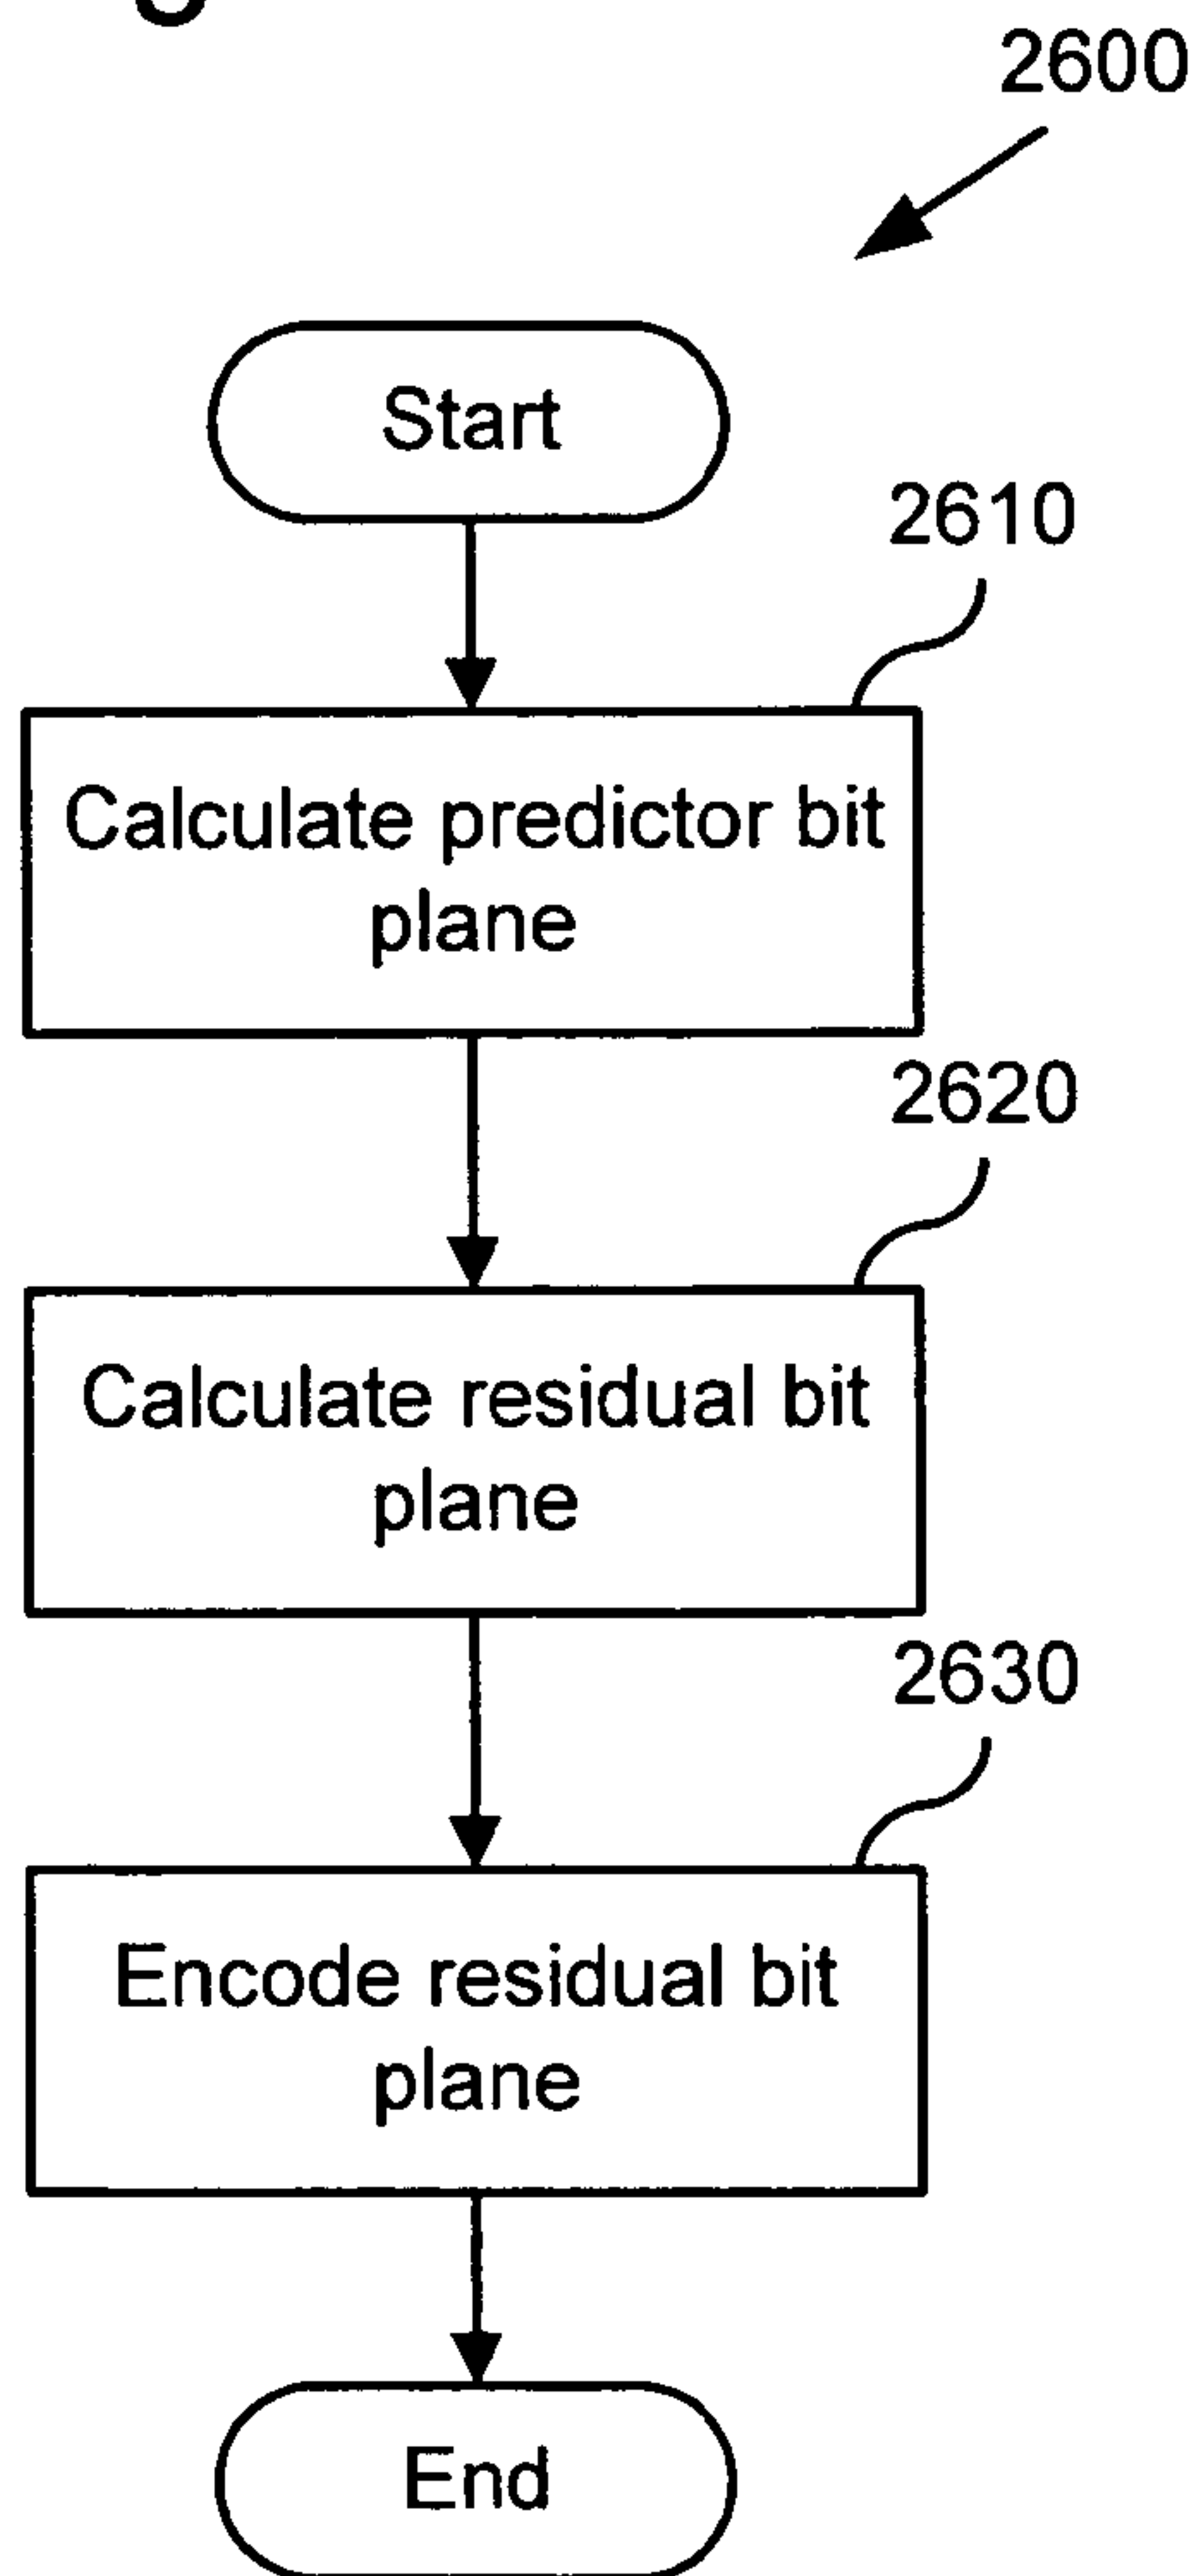 2600
Start
2610
Calculate predictor bit
plane
2620
Calculate residual bit
plane
2630
Encode residual bit
plane
End